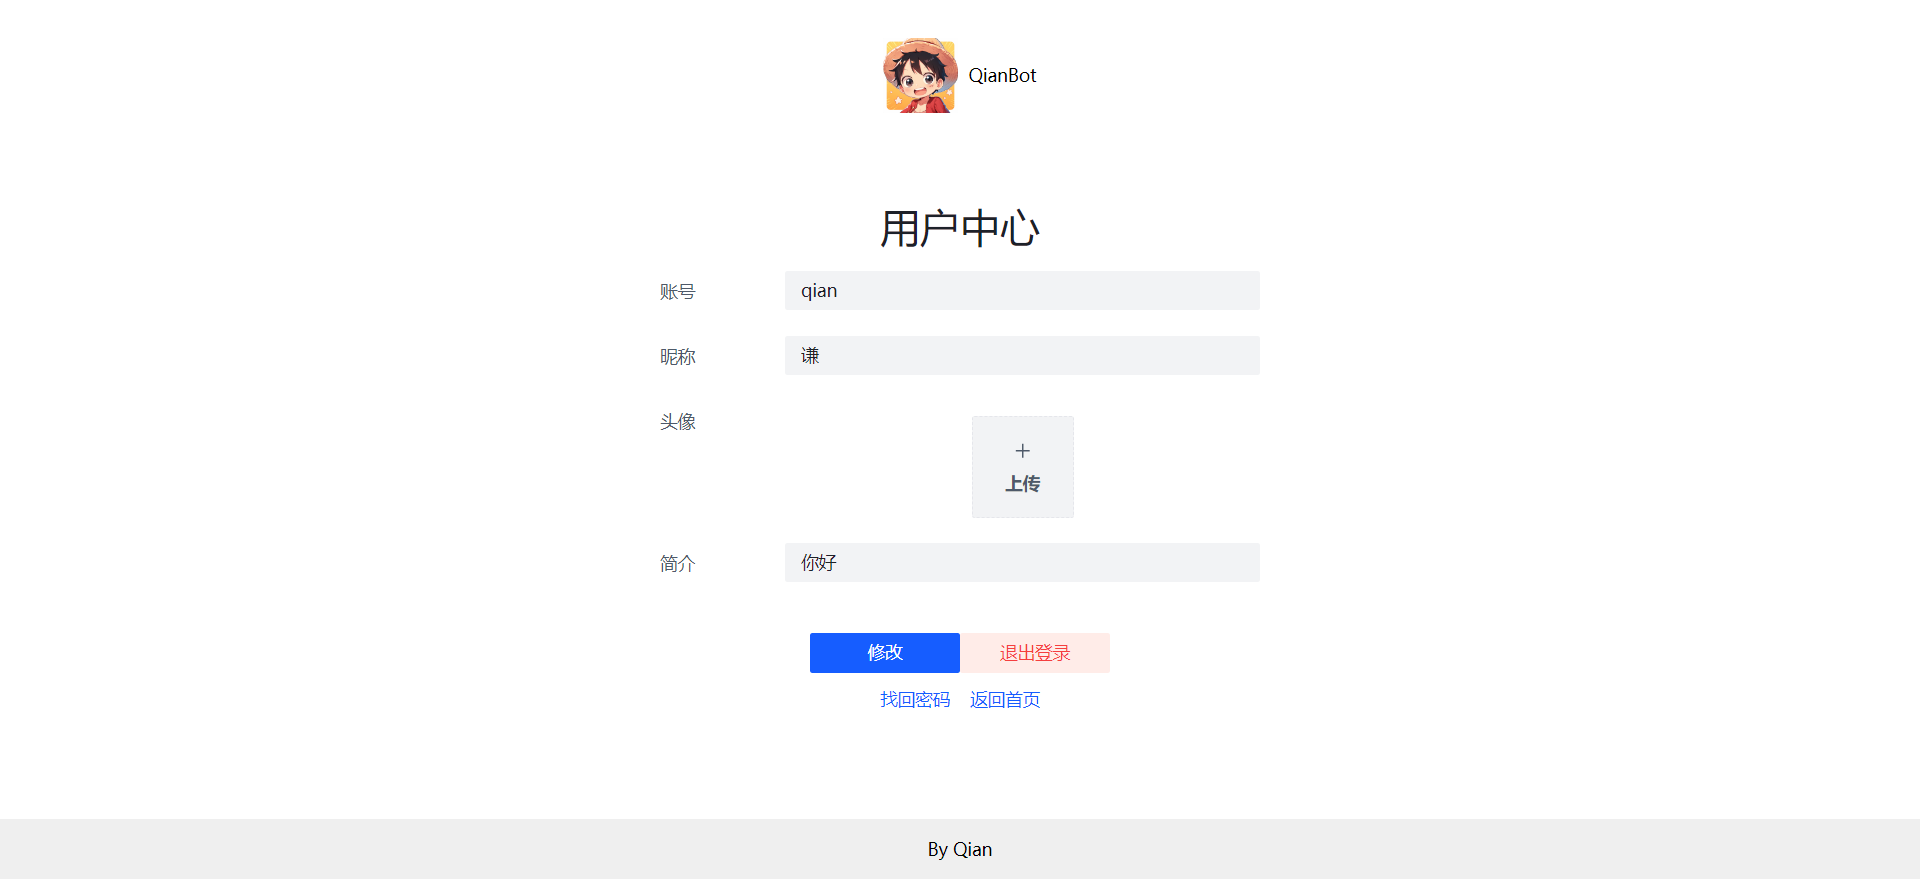 QianBot
用户中心
账号
qian
昵称
谦
头像
上传
简介
你好
修改 退出登录
找回密码 返回首页
By Qian